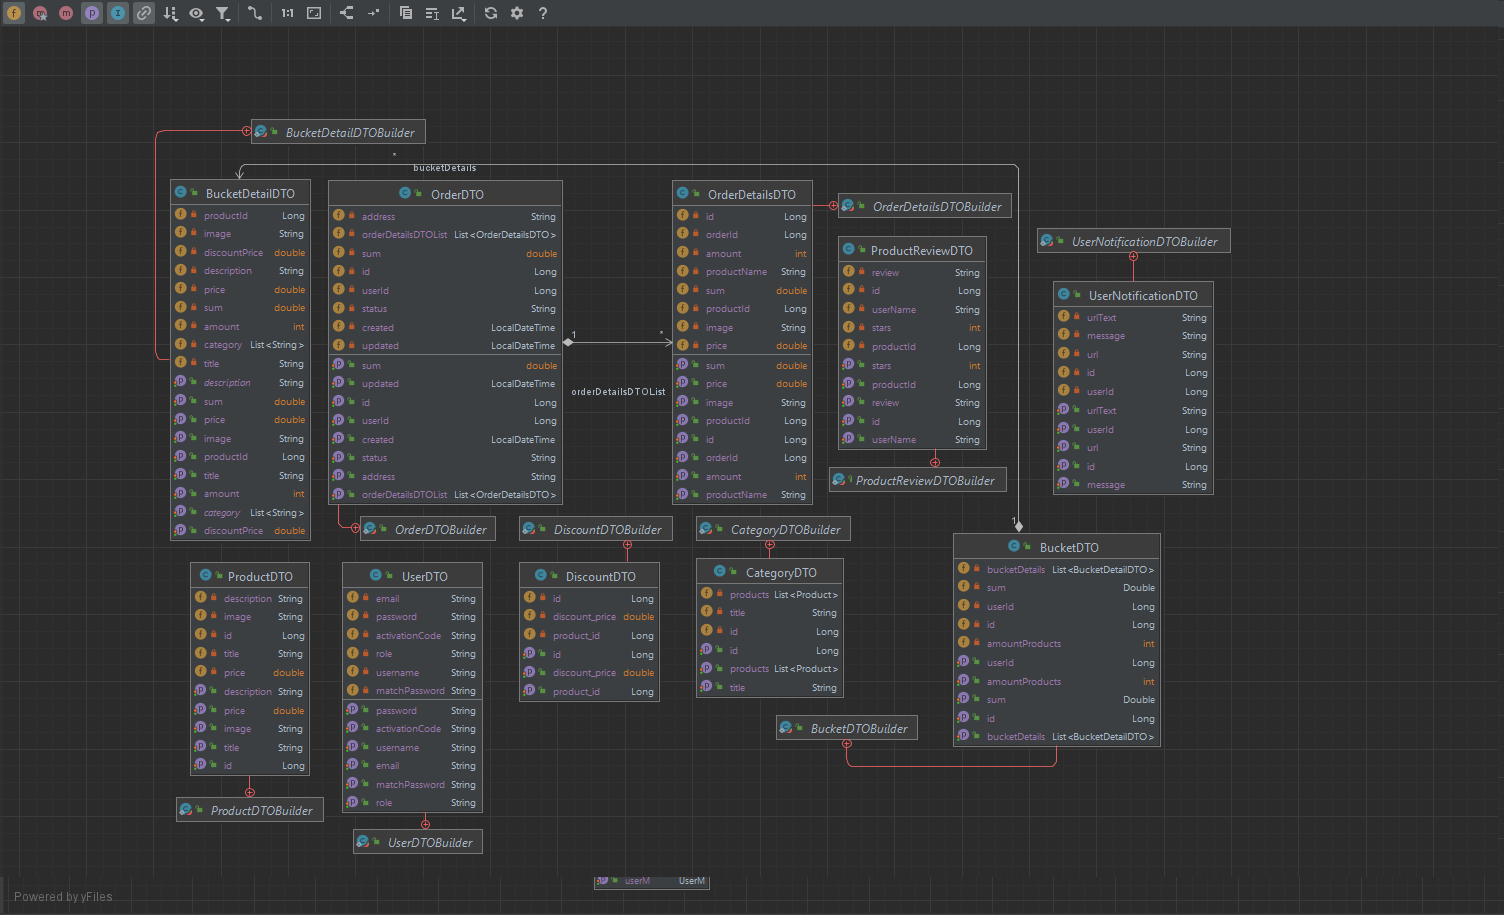 1:1
BucketDetailDTOBuilder
*
bucketDetails
BucketDetailDTO
productId Long
image String
discountPrice double
description String
price double
sum double
amount int
category List<String>
title String
description String
sum double
price double
image String
productId Long
title String
amount int
category List<String>
discountPrice double
OrderDTO
address String
orderDetailsDTOList List<OrderDetailsDTO>
sum double
id Long
userId Long
status String
created LocalDateTime
updated LocalDateTime
sum double
updated LocalDateTime
id Long
userId Long
created LocalDateTime
status String
address String
orderDetailsDTOList List<OrderDetailsDTO>
1
*
orderDetailsDTOList
OrderDetailsDTO
id Long
orderId Long
amount int
productName String
sum double
productId Long
image String
price double
sum double
price double
image String
productId Long
id Long
orderId Long
amount int
productName String
OrderDetailsDTOBuilder
ProductReviewDTO
review String
id Long
userName String
stars int
productId Long
stars int
productId Long
review String
id Long
userName String
ProductReviewDTOBuilder
UserNotificationDTOBuilder
UserNotificationDTO
urlText String
message String
url String
id Long
userId Long
urlText String
userId Long
url String
id Long
message String
OrderDTOBuilder
DiscountDTOBuilder
CategoryDTOBuilder
1
ProductDTO
description String
image String
id Long
title String
price double
description String
price double
image String
title String
id Long
ProductDTOBuilder
UserDTO
email String
password String
activationCode String
role String
username String
matchPassword String
password String
activationCode String
username String
email String
matchPassword String
role String
UserDTOBuilder
DiscountDTO
id Long
discount_price double
product_id Long
id Long
discount_price double
product_id Long
CategoryDTO
products List<Product>
title String
id Long
id Long
products List<Product>
title String
BucketDTO
bucketDetails List<BucketDetailDTO>
sum Double
userId Long
id Long
amountProducts int
userId Long
amountProducts int
sum Double
id Long
bucketDetails List<BucketDetailDTO>
BucketDTOBuilder
userM UserM
Powered by yFiles